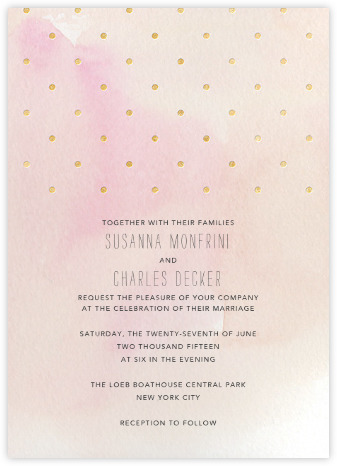 TOGETHER WITH THEIR FAMILIES
SUSANNA MONFRINI
AND
CHARLES DECKER
REQUEST THE PLEASURE OF YOUR COMPANY
AT THE CELEBRATION OF THEIR MARRIAGE
SATURDAY, THE TWENTY-SEVENTH OF JUNE
TWO THOUSAND FIFTEEN
AT SIX IN THE EVENING
THE LOEB BOATHOUSE CENTRAL PARK
NEW YORK CITY
RECEPTION TO FOLLOW